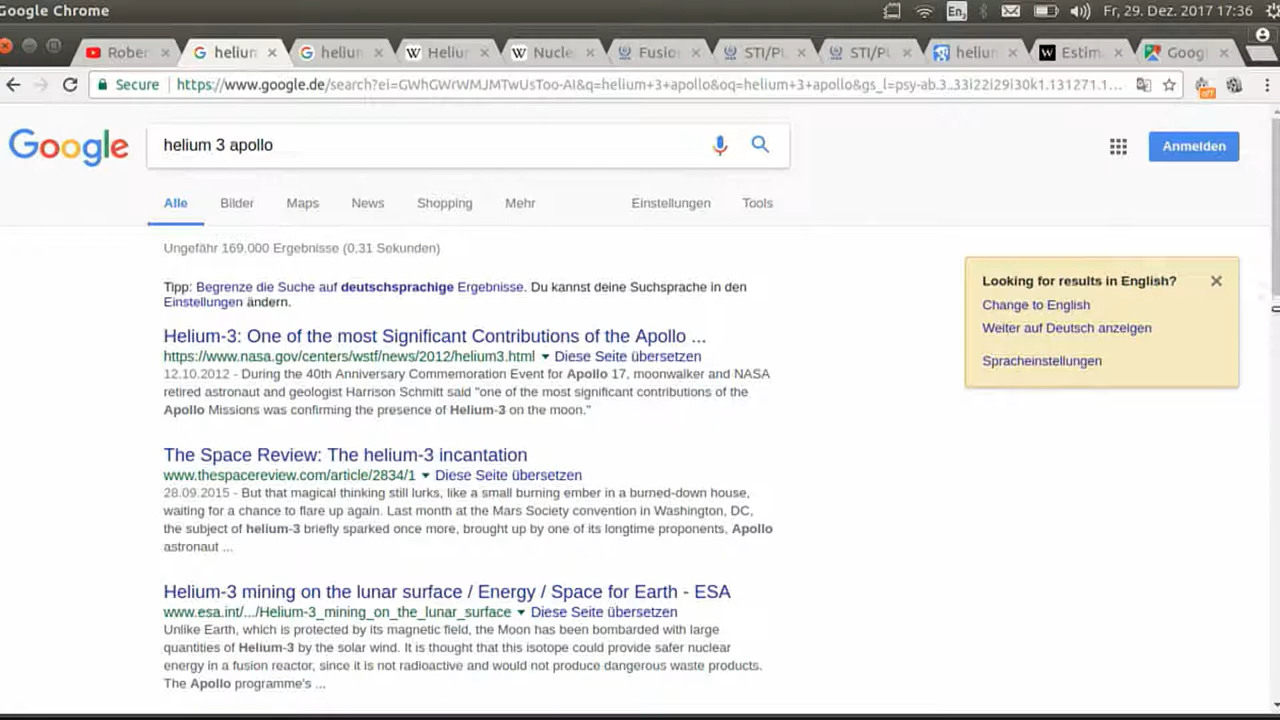 Google Chrome
En
Fr, 29. Dez. 2017 17:36
Rober
helium
helium
Heliur
Nucle
Fusio
STI/PU
STI/PU
helium
Estim
Googl
Secure
https://www.google.de/search?ei=GWhGWrWMJMTwUsToo-AI&q=helium+3+apollo&oq=helium+3+apollo&gs_l=psy-ab.3..33i22i29i30k1.131271.1...
off
Google
helium 3 apollo
Anmelden
Alle Bilder Maps News Shopping Mehr Einstellungen Tools
Ungefähr 169.000 Ergebnisse (0,31 Sekunden)
Tipp: Begrenze die Suche auf deutschsprachige Ergebnisse. Du kannst deine Suchsprache in den
Einstellungen ändern.
Looking for results in English?
Change to English
Weiter auf Deutsch anzeigen
Spracheinstellungen
Helium-3: One of the most Significant Contributions of the Apollo ...
https://www.nasa.gov/centers/wstf/news/2012/helium3.html Diese Seite übersetzen
12.10.2012 - During the 40th Anniversary Commemoration Event for Apollo 17, moonwalker and NASA
retired astronaut and geologist Harrison Schmitt said "one of the most significant contributions of the
Apollo Missions was confirming the presence of Helium-3 on the moon."
The Space Review: The helium-3 incantation
www.thespacereview.com/article/2834/1 Diese Seite übersetzen
28.09.2015 - But that magical thinking still lurks, like a small burning ember in a burned-down house,
waiting for a chance to flare up again. Last month at the Mars Society convention in Washington, DC,
the subject of helium-3 briefly sparked once more, brought up by one of its longtime proponents, Apollo
astronaut ...
Helium-3 mining on the lunar surface / Energy / Space for Earth - ESA
www.esa.int/.../Helium-3_mining_on_the_lunar_surface Diese Seite übersetzen
Unlike Earth, which is protected by its magnetic field, the Moon has been bombarded with large
quantities of Helium-3 by the solar wind. It is thought that this isotope could provide safer nuclear
energy in a fusion reactor, since it is not radioactive and would not produce dangerous waste products.
The Apollo programme's ...